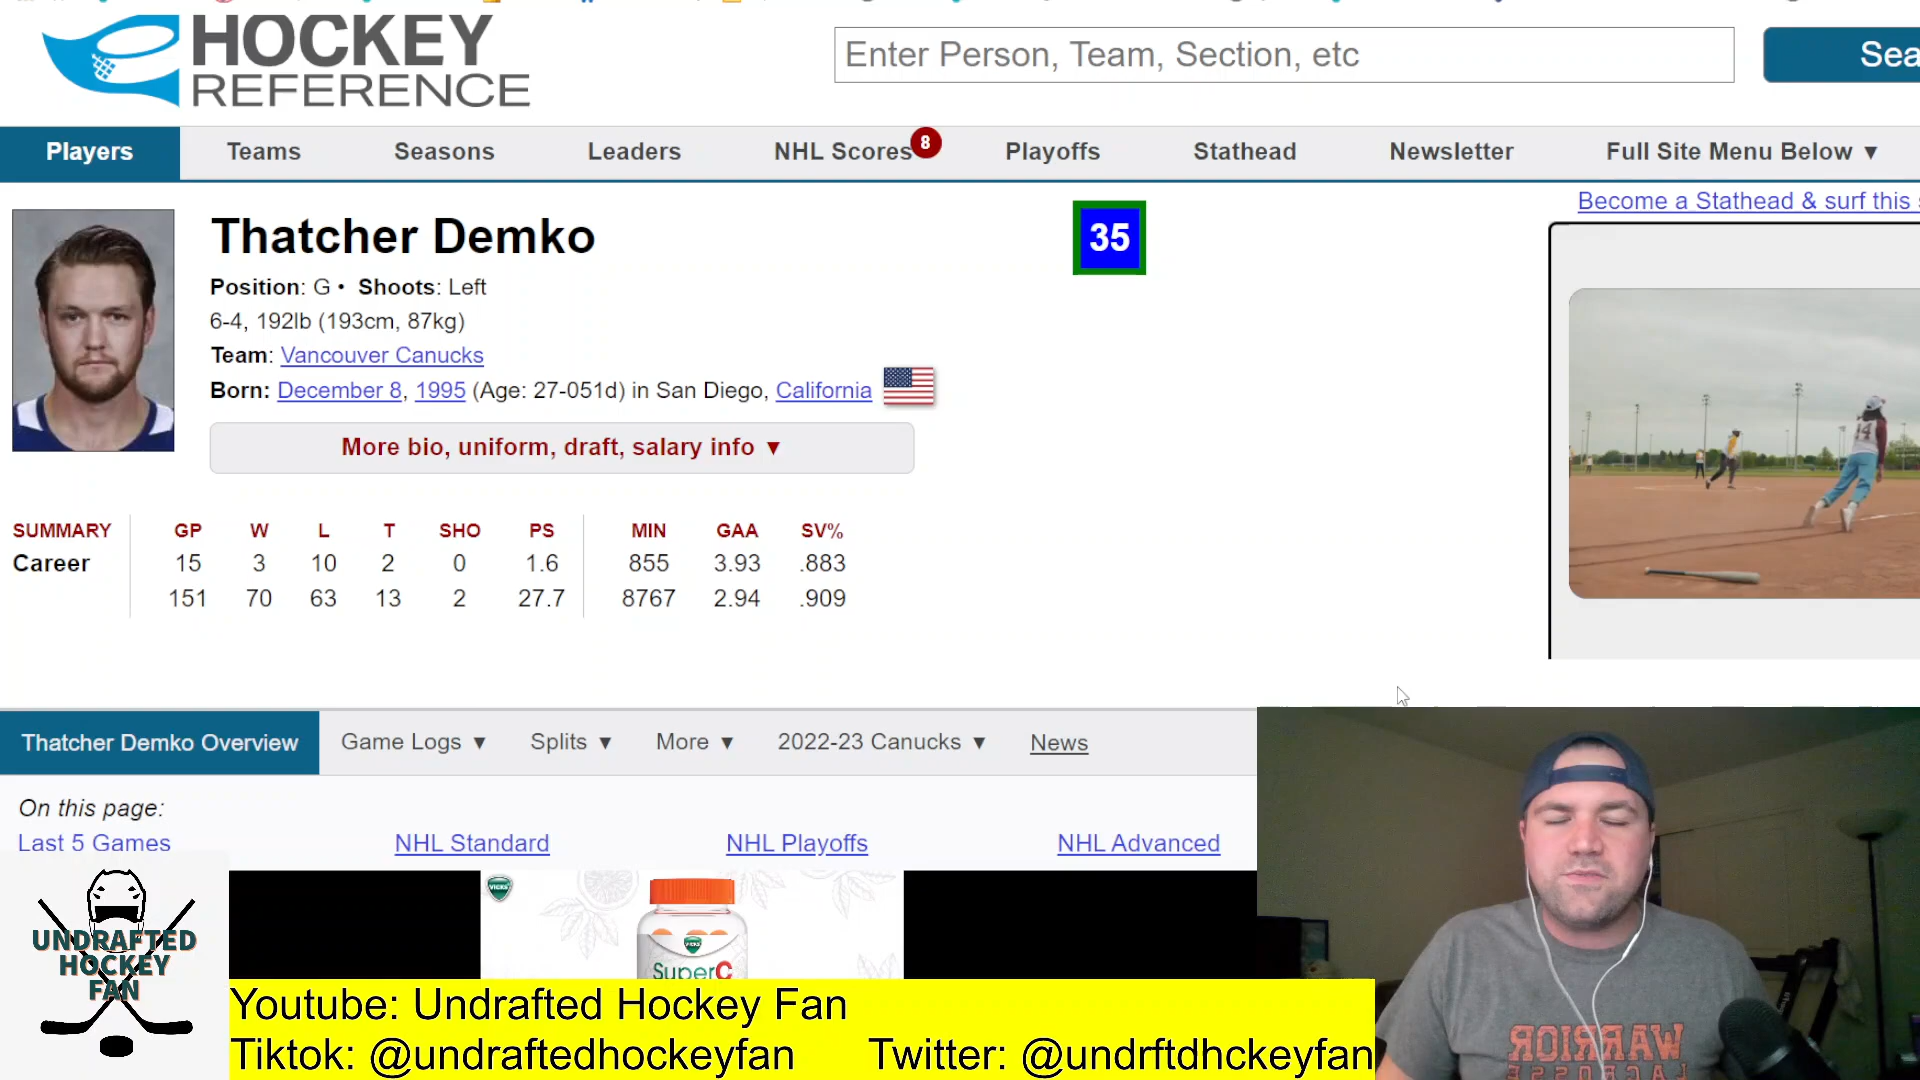 HOCKEY
REFERENCE
Enter Person, Team, Section, etc
Sea
Players
Teams
Seasons
Leaders
NHL Scores
8
Playoffs
Stathead
Newsletter
Full Site Menu Below ▼
Become a Stathead & surf this
Thatcher Demko
35
Position: G • Shoots: Left
6-4, 192lb (193cm, 87kg)
Team: Vancouver Canucks
Born: December 8, 1995 (Age: 27-051d) in San Diego, California
More bio, uniform, draft, salary info ▼
SUMMARY GP W L T SHO PS MIN GAA SV%
Career 15 3 10 2 0 1.6 855 3.93 .883
151 70 63 13 2 27.7 8767 2.94 .909
14
Thatcher Demko Overview
Game Logs ▼
Splits ▼
More ▼
2022-23 Canucks ▼
News
On this page:
Last 5 Games
NHL Standard
NHL Playoffs
NHL Advanced
VICKS
VICKS
SuperC
UNDRAFTED
HOCKEY
FAN
Youtube: Undrafted Hockey Fan
Tiktok: @undraftedhockeyfan Twitter: @undrftdhckeyfan
WARRIOR
LACROSSE